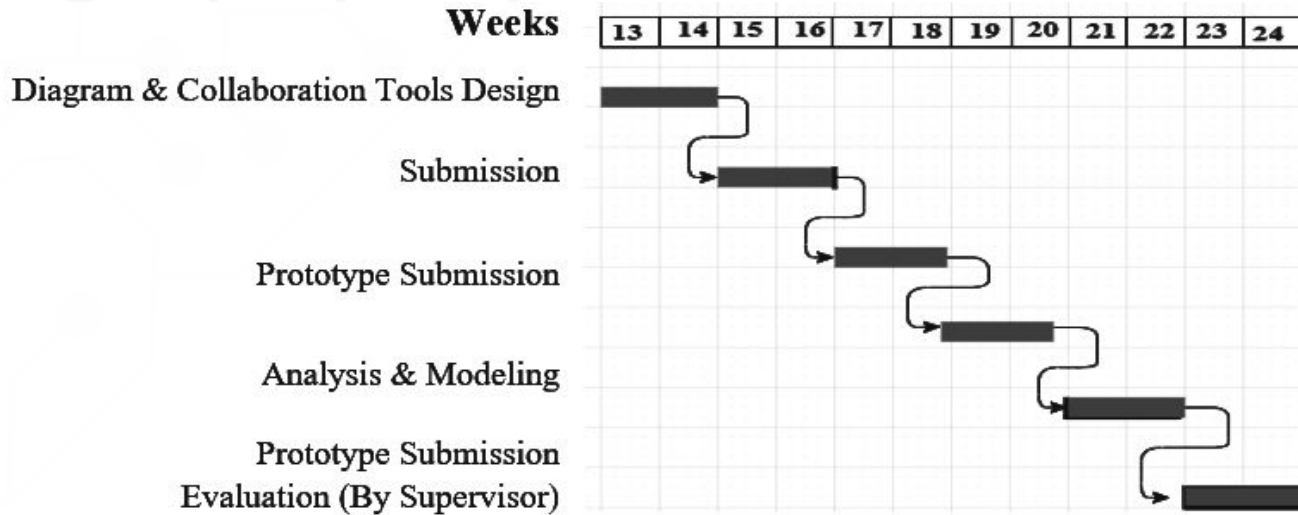 Weeks 13 14 15 16 17 18 19 20 21 22 23 24
Diagram & Collaboration Tools Design
Submission
Prototype Submission
Analysis & Modeling
Prototype Submission
Evaluation (By Supervisor)